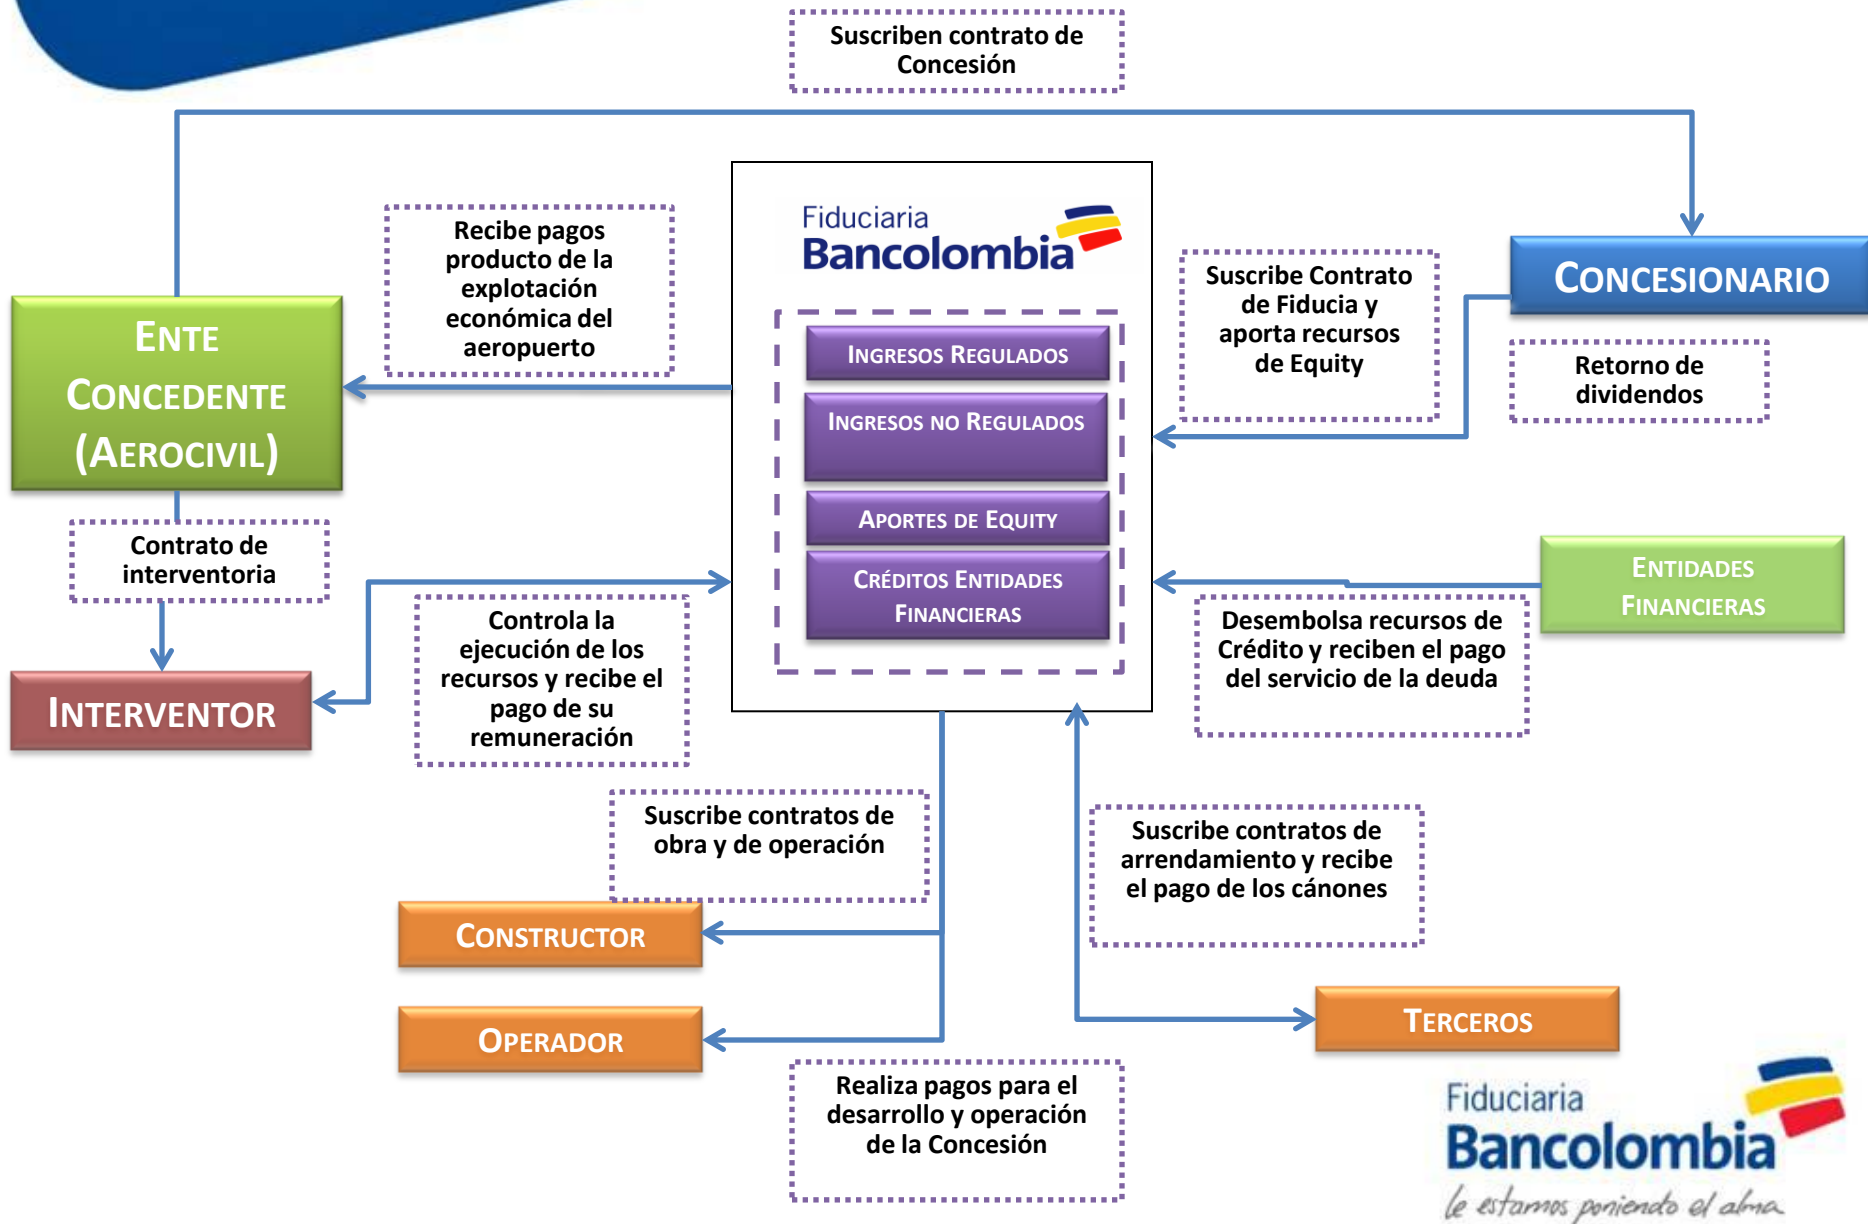 Suscriben contrato de
Concesión
Fiduciaria
Bancolombia
Recibe pagos
producto de la
explotación
económica del
aeropuerto
Suscribe Contrato
de Fiducia y
aporta recursos
de Equity
CONCESIONARIO
Retorno de
dividendos
ENTE
CONCEDENTE
(AEROCIVIL)
INGRESOS REGULADOS
INGRESOS NO REGULADOS
APORTES DE EQUITY
CRÉDITOS ENTIDADES
FINANCIERAS
Contrato de
interventoria
INTERVENTOR
Controla la
ejecución de los
recursos y recibe el
pago de su
remuneración
ENTIDADES
FINANCIERAS
Desembolsa recursos de
Crédito y reciben el pago
del servicio de la deuda
Suscribe contratos de
obra y de operación
Suscribe contratos de
arrendamiento y recibe
el pago de los cánones
CONSTRUCTOR
OPERADOR
TERCEROS
Realiza pagos para el
desarrollo y operación
de la Concesión
Fiduciaria
Bancolombia
le estamos poniendo el alma